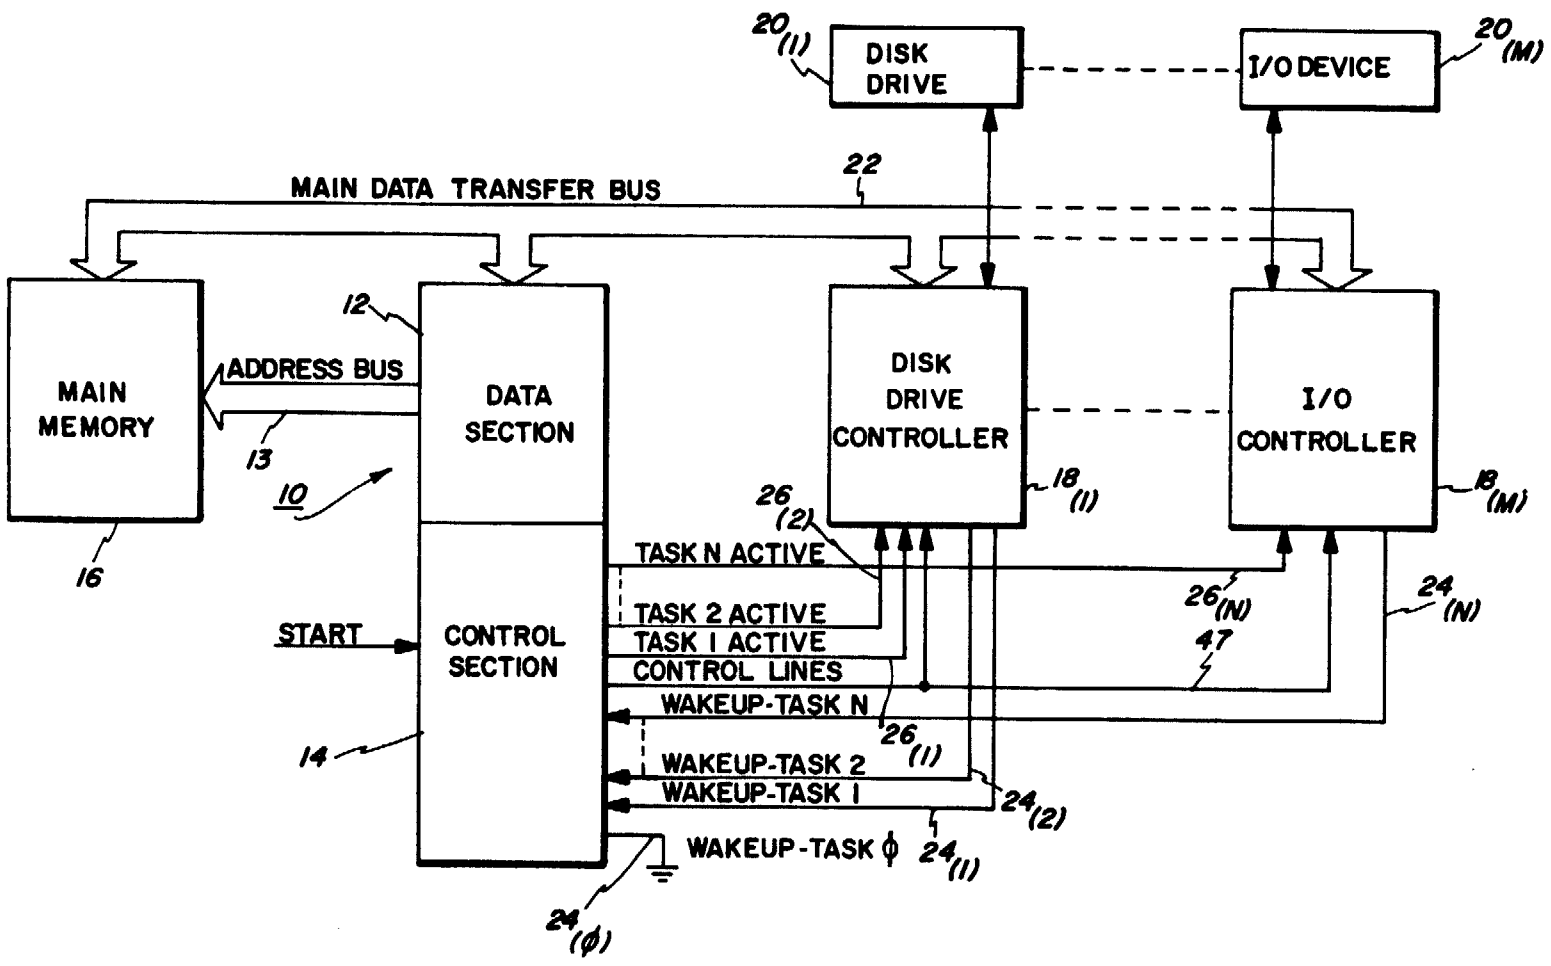 20
(1)
DISK
DRIVE
I/O DEVICE
20
(M)
MAIN DATA TRANSFER BUS
22
12
ADDRESS BUS
13
MAIN
MEMORY
16
10
DATA
SECTION
DISK
DRIVE
CONTROLLER
18
(1)
I/O
CONTROLLER
18
(M)
26
(2)
TASK N ACTIVE
26
(N)
24
(N)
TASK 2 ACTIVE
START
CONTROL
SECTION
TASK 1 ACTIVE
47
CONTROL LINES
WAKEUP-TASK N
26
(1)
14
WAKEUP-TASK 2
WAKEUP-TASK 1
24
(2)
WAKEUP-TASK ϕ
24
(1)
24
(ϕ)